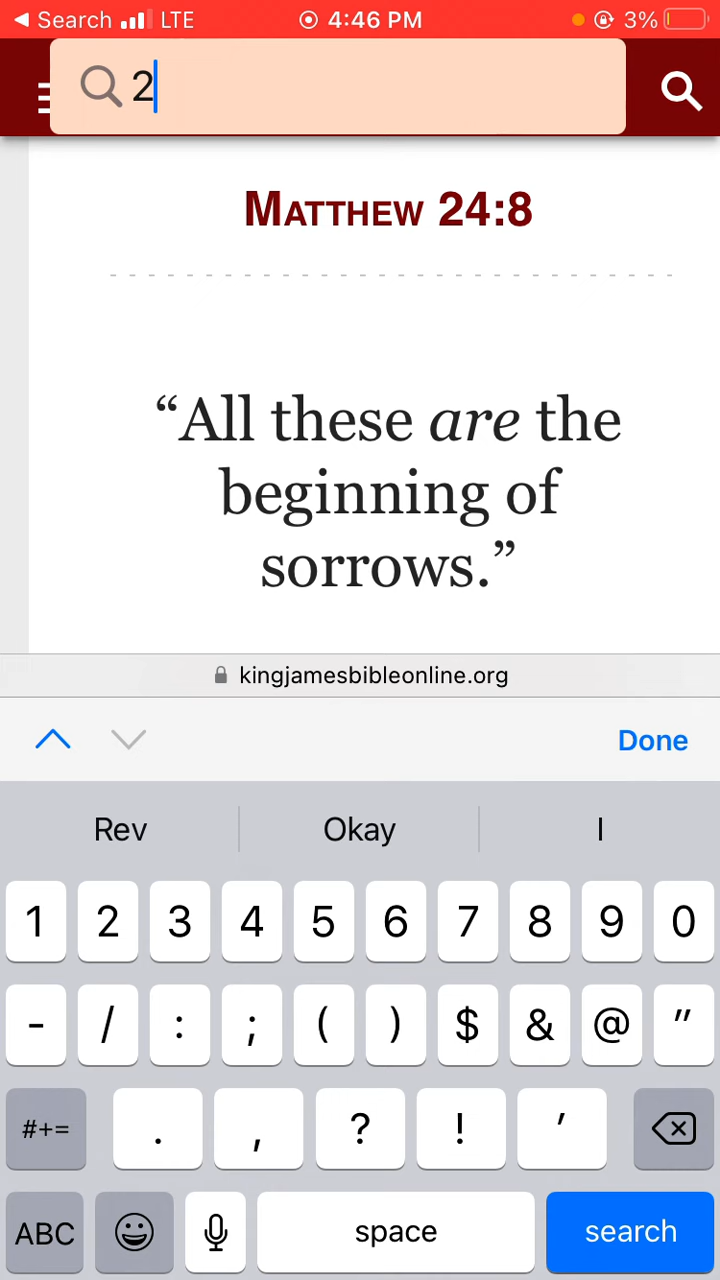 Search LTE 4:46 PM 3%
2
MATTHEW 24:8
“All these are the
beginning of
sorrows.”
kingjamesbibleonline.org
Done
Rev Okay I
1 2 3 4 5 6 7 8 9 0
- / : ; ( ) $ & @ "
#+= . , ? ! ’
ABC space search